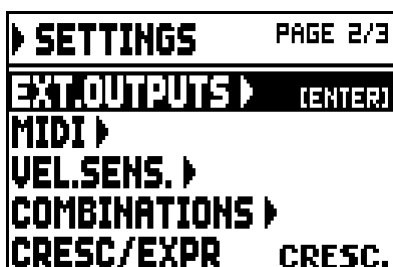 SETTINGS PAGE 2/3
EXT.OUTPUTS [ENTER]
MIDI
VEL.SENS.
COMBINATIONS
CRESC/EXPR CRESC.